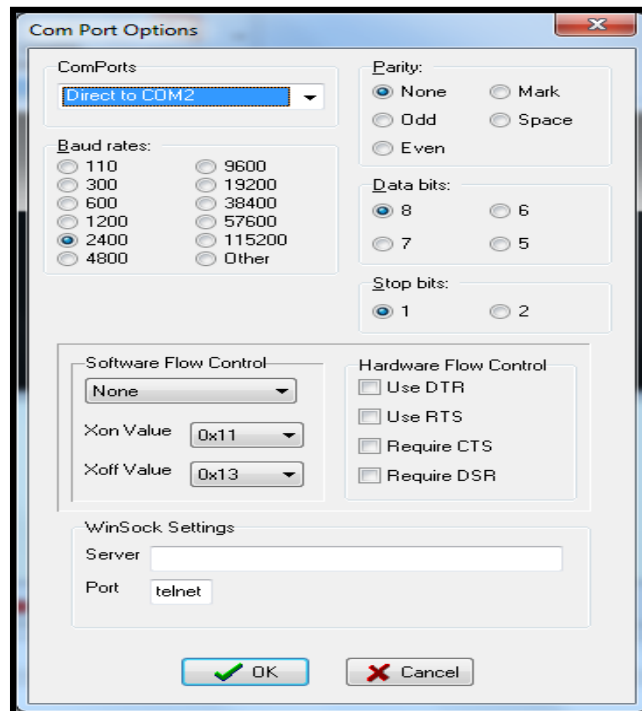 Com Port Options
ComPorts
Direct to COM2
Baud rates:
110
300
600
1200
2400
4800
9600
19200
38400
57600
115200
Other
Parity:
None
Odd
Even
Mark
Space
Data bits:
8
6
7
5
Stop bits:
1
2
Software Flow Control
None
Xon Value
0x11
Xoff Value
0x13
Hardware Flow Control
Use DTR
Use RTS
Require CTS
Require DSR
WinSock Settings
Server
Port
telnet
OK
Cancel